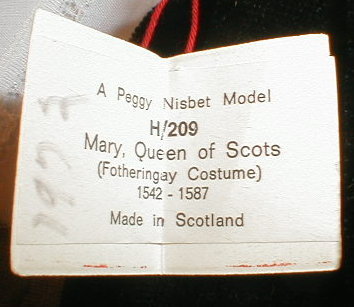 A Peggy Nisbet Model
H/209
Mary, Queen of Scots
(Fotheringay Costume)
1542 - 1587
Made in Scotland